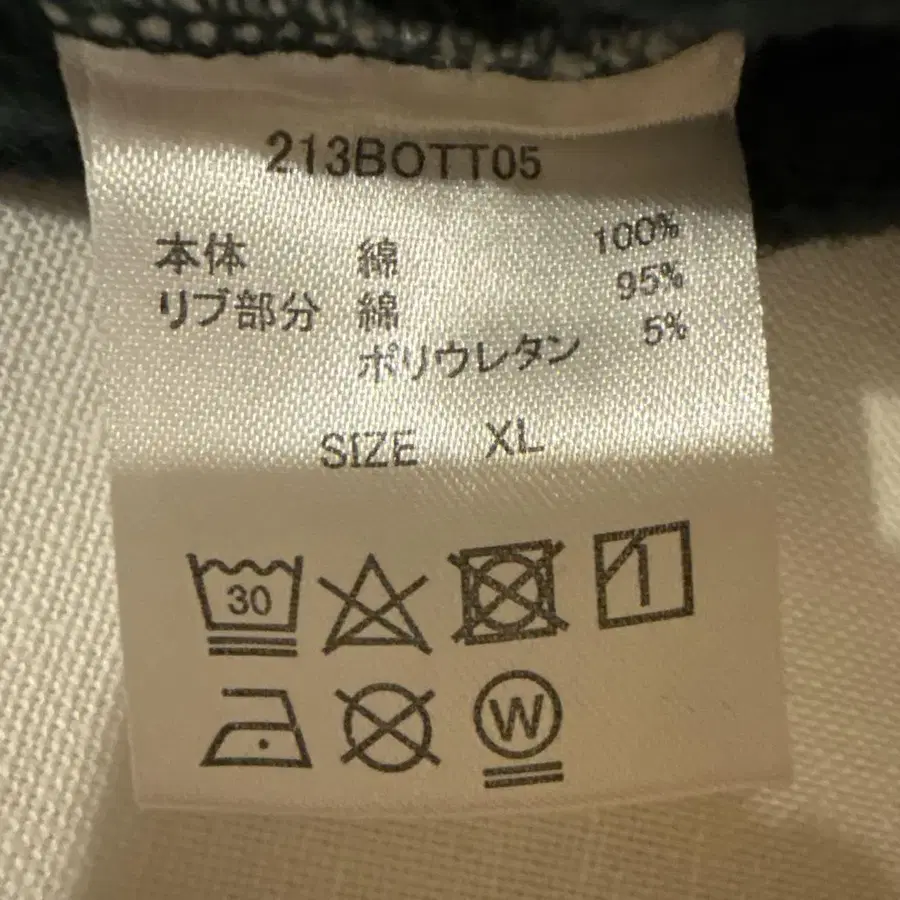 213BOTT05
本体 綿 100%
リブ部分 綿 95%
ポリウレタン 5%
SIZE XL
30
W